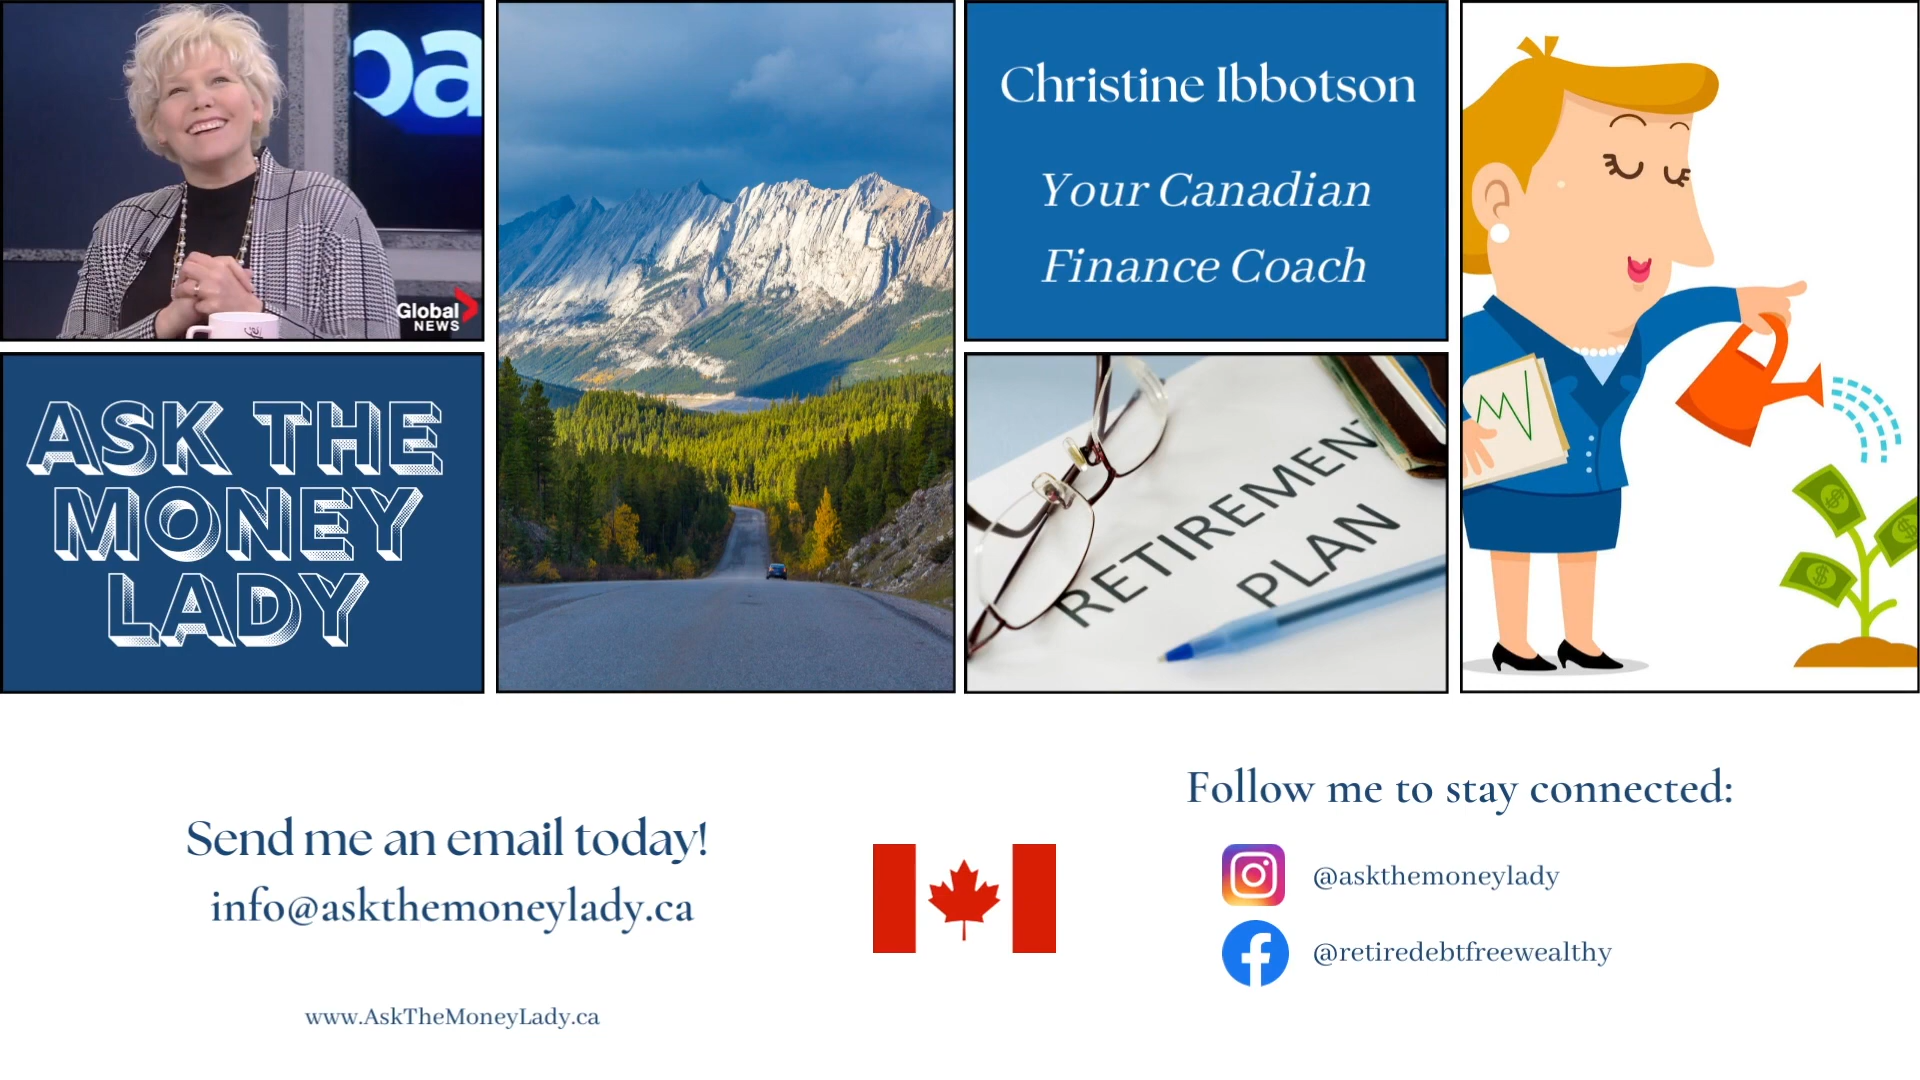 ba
Global
NEWS
ASK THE
MONEY
LADY
Christine Ibbotson
Your Canadian
Finance Coach
RETIREMENT
PLAN
Send me an email today!
info@askthemoneylady.ca
www.AskTheMoneyLady.ca
Follow me to stay connected:
@askthemoneylady
@retiredebtfreewealthy